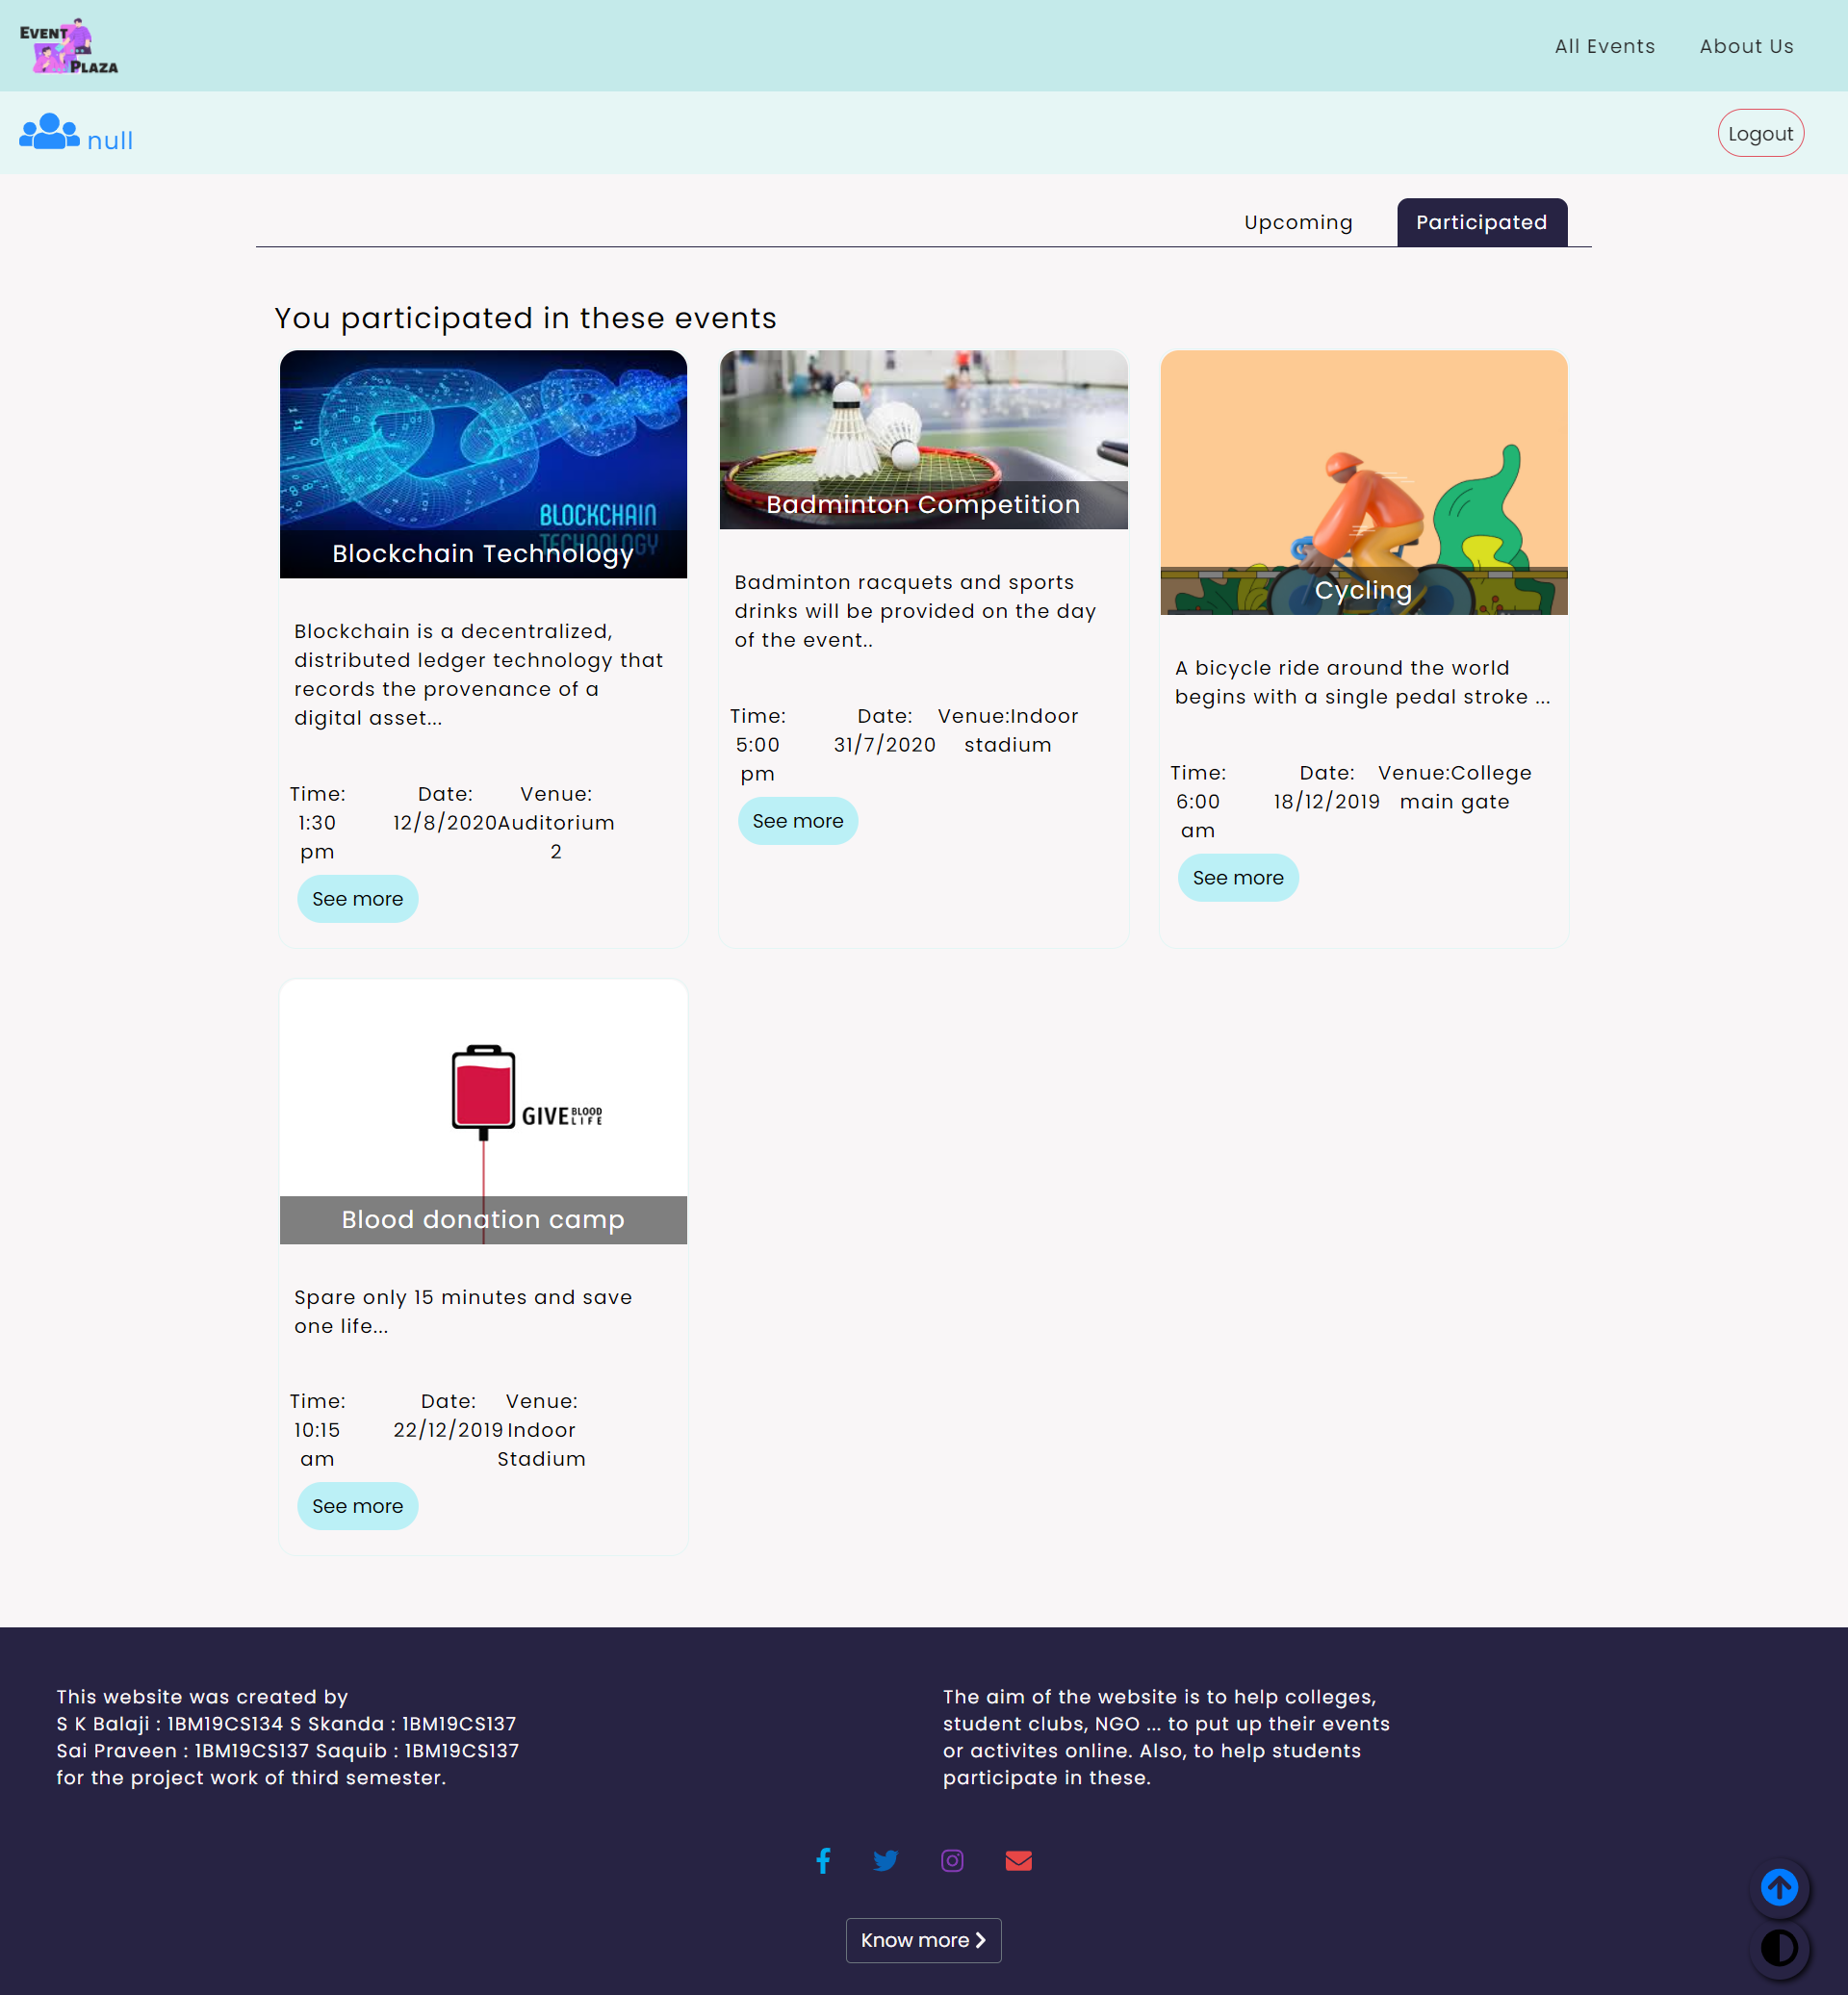 EVENT
PLAZA
All Events
About Us
null
Logout
Upcoming
Participated
You participated in these events
BLOCKCHAIN
TECHNOLOGY
Blockchain Technology
Blockchain is a decentralized,
distributed ledger technology that
records the provenance of a
digital asset...
Time:
1:30
pm
Date:
12/8/2020
Venue:
Auditorium
2
See more
Badminton Competition
Badminton racquets and sports
drinks will be provided on the day
of the event..
Time:
5:00
pm
Date:
31/7/2020
Venue:Indoor
stadium
See more
Cycling
A bicycle ride around the world
begins with a single pedal stroke ...
Time:
6:00
am
Date:
18/12/2019
Venue:College
main gate
See more
GIVE BLOOD
LIFE
Blood donation camp
Spare only 15 minutes and save
one life...
Time:
10:15
am
Date:
22/12/2019
Venue:
Indoor
Stadium
See more
This website was created by
S K Balaji : 1BM19CS134 S Skanda : 1BM19CS137
Sai Praveen : 1BM19CS137 Saquib : 1BM19CS137
for the project work of third semester.
The aim of the website is to help colleges,
student clubs, NGO ... to put up their events
or activites online. Also, to help students
participate in these.
Know more